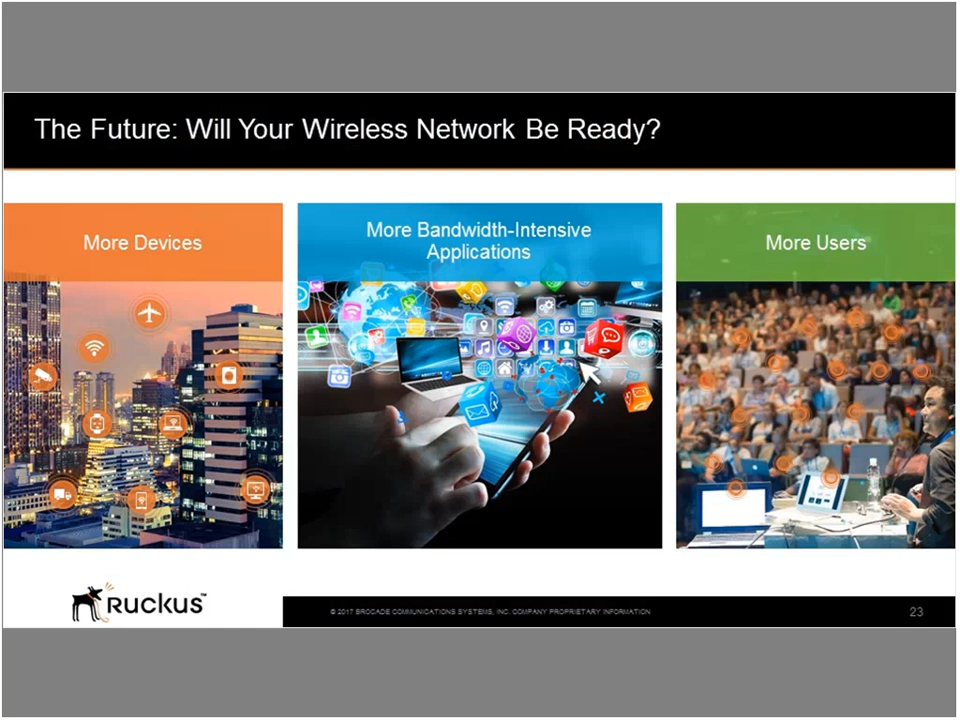 The Future: Will Your Wireless Network Be Ready?
More Devices
More Bandwidth-Intensive
Applications
More Users
Ruckus™
© 2017 BROCADE COMMUNICATIONS SYSTEMS, INC. COMPANY PROPRIETARY INFORMATION
23